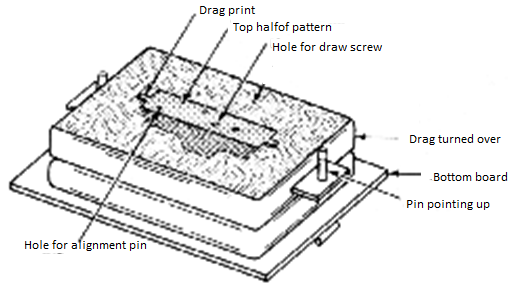 Drag print
Top halfof pattern
Hole for draw screw
Drag turned over
Bottom board
Pin pointing up
Hole for alignment pin